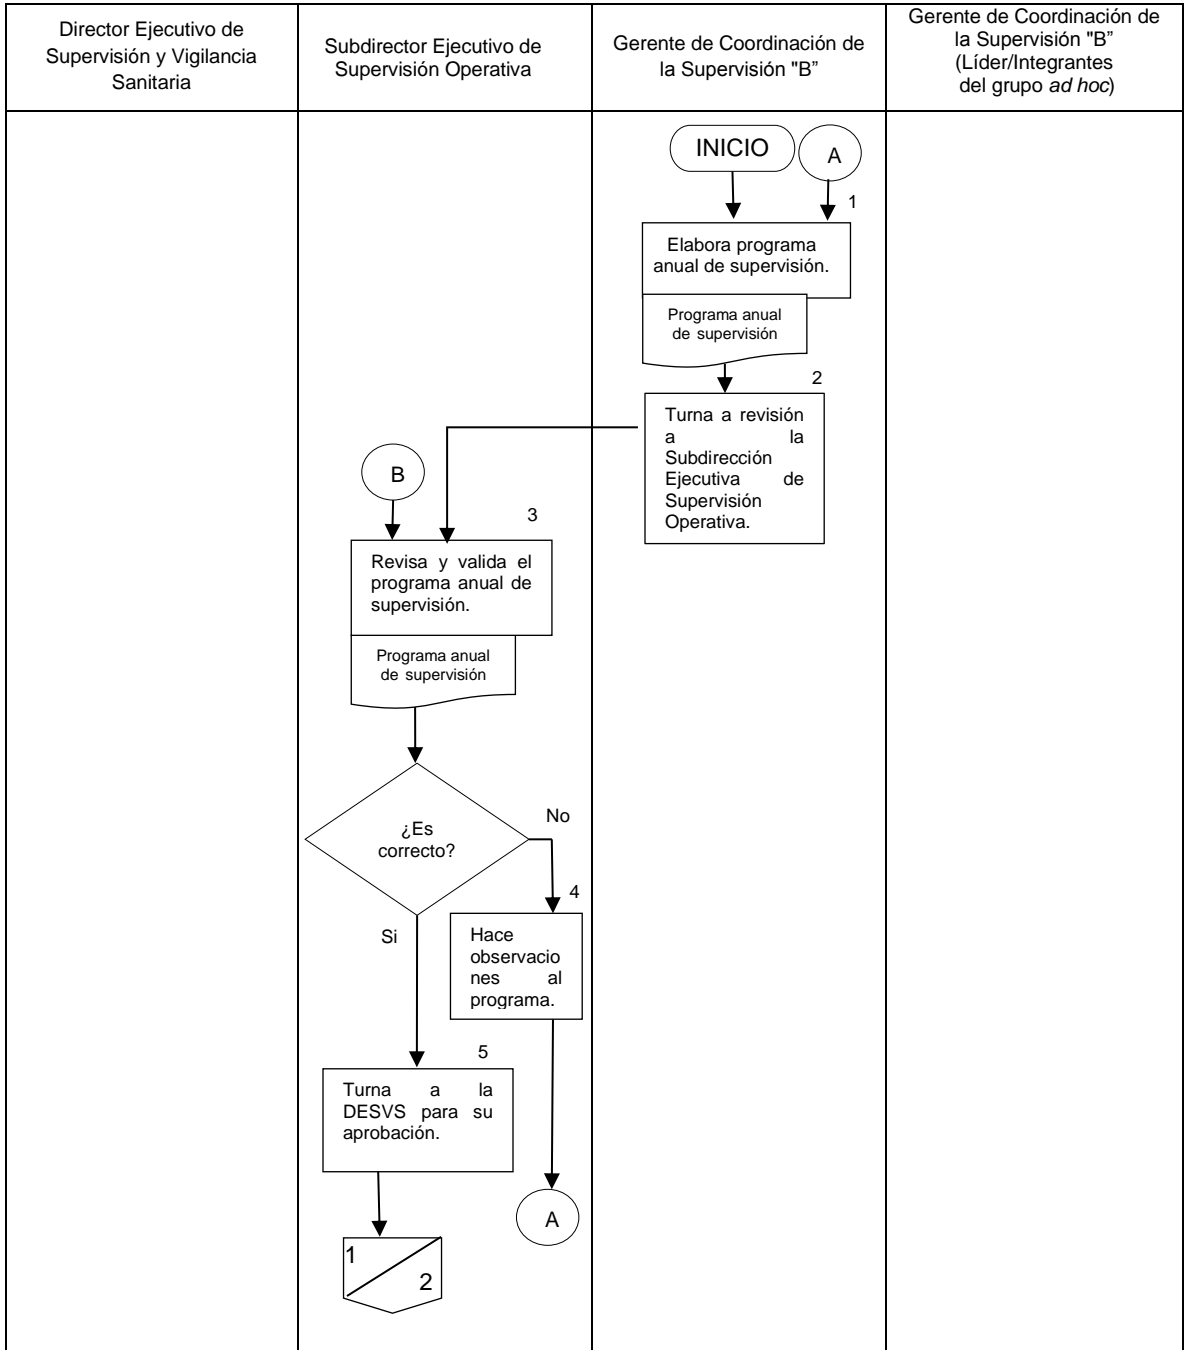 Director Ejecutivo de
Supervisión y Vigilancia
Sanitaria
Subdirector Ejecutivo de
Supervisión Operativa
Gerente de Coordinación de
la Supervisión "B”
Gerente de Coordinación de
la Supervisión "B”
(Líder/Integrantes
del grupo ad hoc)
INICIO
A
1
Elabora programa
anual de supervisión.
Programa anual
de supervisión
2
Turna a revisión
a la
Subdirección
Ejecutiva de
Supervisión
Operativa.
B
3
Revisa y valida el
programa anual de
supervisión.
Programa anual
de supervisión
¿Es
correcto?
No
4
Hace
observacio
nes al
programa.
Si
5
Turna a la
DESVS para su
aprobación.
A
1
2